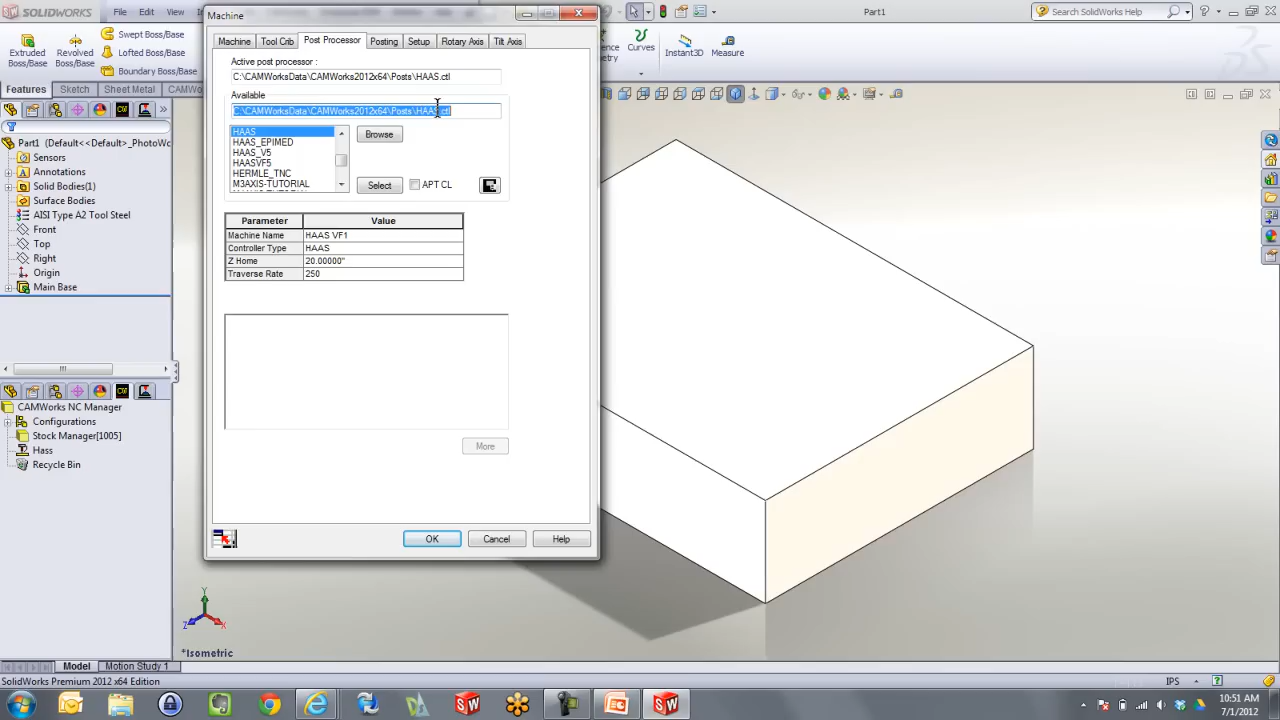 SOLIDWORKS
File
Edit
View
Insert
Part1
SolidWorks Help
Extruded
Boss/Base
Revolved
Boss/Base
Swept Boss/Base
Lofted Boss/Base
Boundary Boss/Base
Curves
Instant3D
Measure
Features
Sketch
Sheet Metal
Part1 (Default<<Default>_PhotoWo
Sensors
Annotations
Solid Bodies(1)
Surface Bodies
AISI Type A2 Tool Steel
Front
Top
Right
Origin
Main Base
CAMWorks NC Manager
Configurations
Stock Manager[1005]
Hass
Recycle Bin
Machine
Machine
Tool Crib
Post Processor
Posting
Setup
Rotary Axis
Tilt Axis
Active post processor :
C:\CAMWorksData\CAMWorks2012x64\Posts\HAAS.ctl
Available
C:\CAMWorksData\CAMWorks2012x64\Posts\HAAS.ctl
HAAS
HAAS_EPIMED
HAAS_V5
HAASVF5
HERMLE_TNC
M3AXIS-TUTORIAL
Browse
Select
APT CL
Parameter Value
Machine Name HAAS VF1
Controller Type HAAS
Z Home 20.00000"
Traverse Rate 250
More
OK
Cancel
Help
Y
X
Z
*Isometric
Model
Motion Study 1
SolidWorks Premium 2012 x64 Edition
IPS
10:51 AM
7/1/2012